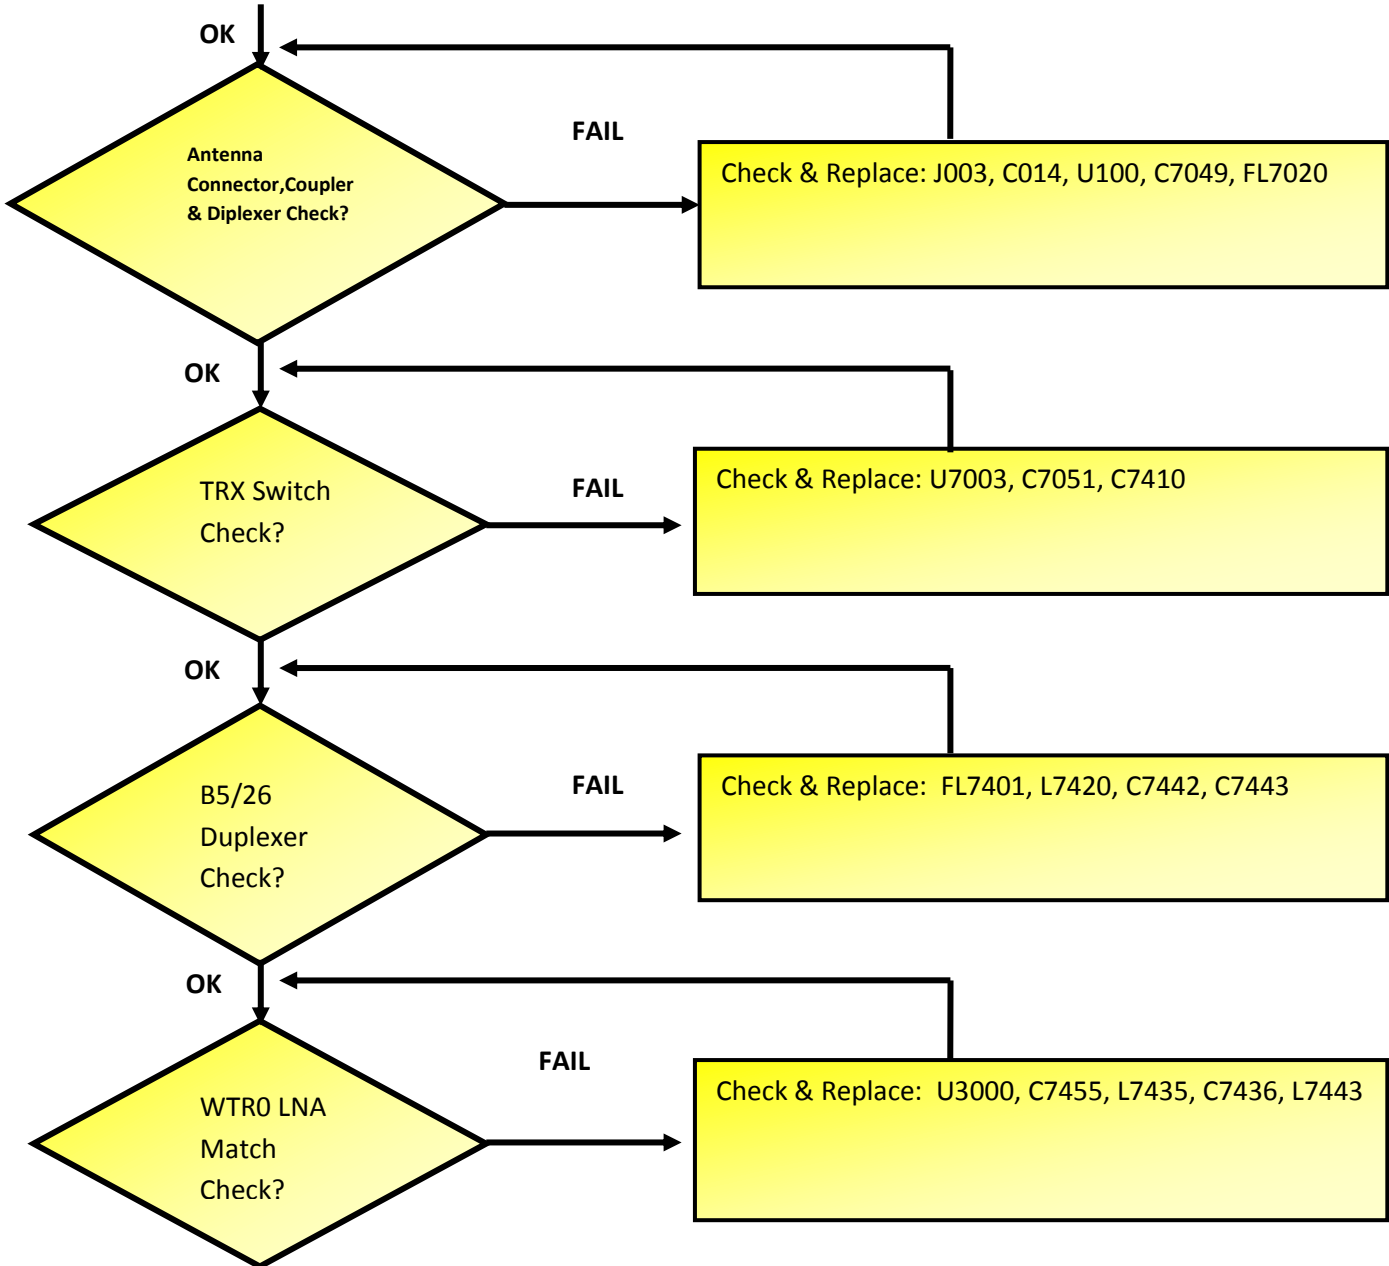 OK
FAIL
Antenna
Connector,Coupler
& Diplexer Check?
Check & Replace: J003, C014, U100, C7049, FL7020
OK
FAIL
TRX Switch
Check?
Check & Replace: U7003, C7051, C7410
OK
FAIL
B5/26
Duplexer
Check?
Check & Replace:  FL7401, L7420, C7442, C7443
OK
FAIL
WTR0 LNA
Match
Check?
Check & Replace:  U3000, C7455, L7435, C7436, L7443